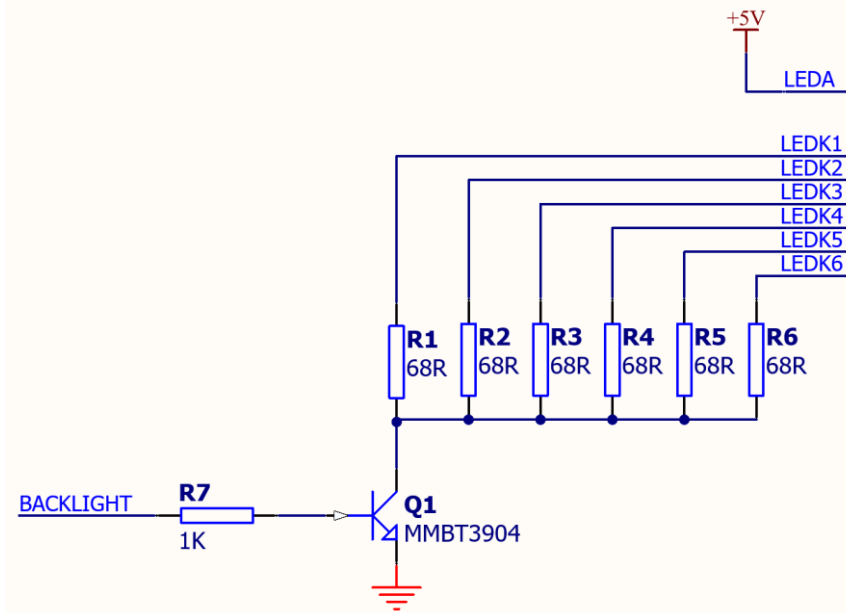 +5V
LEDA
LEDK1
LEDK2
LEDK3
LEDK4
LEDK5
LEDK6
R1
68R
R2
68R
R3
68R
R4
68R
R5
68R
R6
68R
BACKLIGHT
R7
1K
Q1
MMBT3904